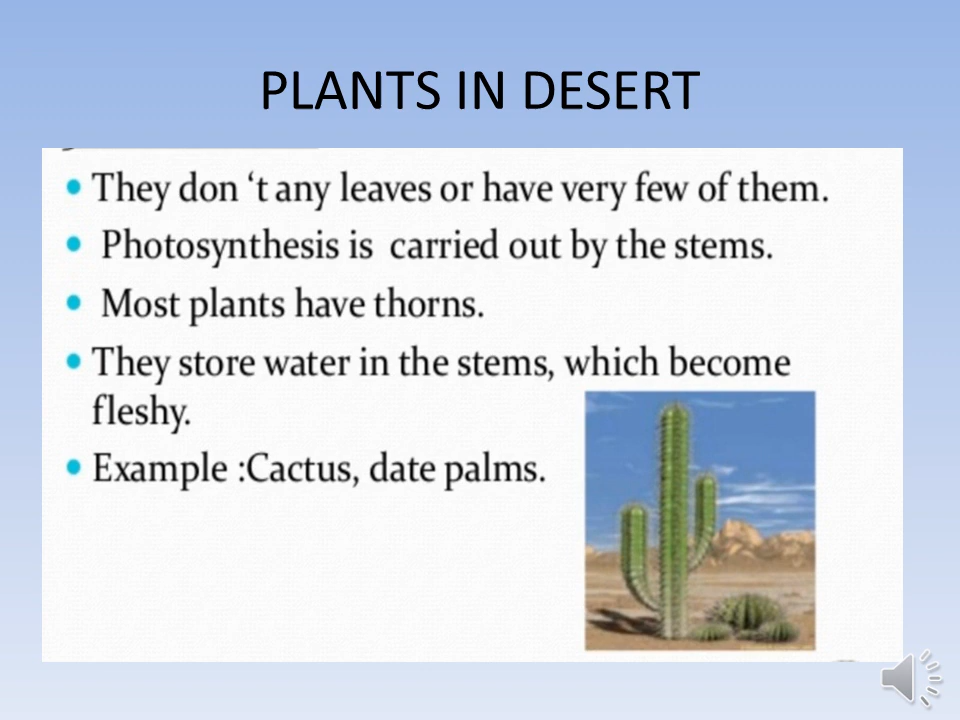 PLANTS IN DESERT
• They don ‘t any leaves or have very few of them.
• Photosynthesis is carried out by the stems.
• Most plants have thorns.
• They store water in the stems, which become
fleshy.
• Example :Cactus, date palms.